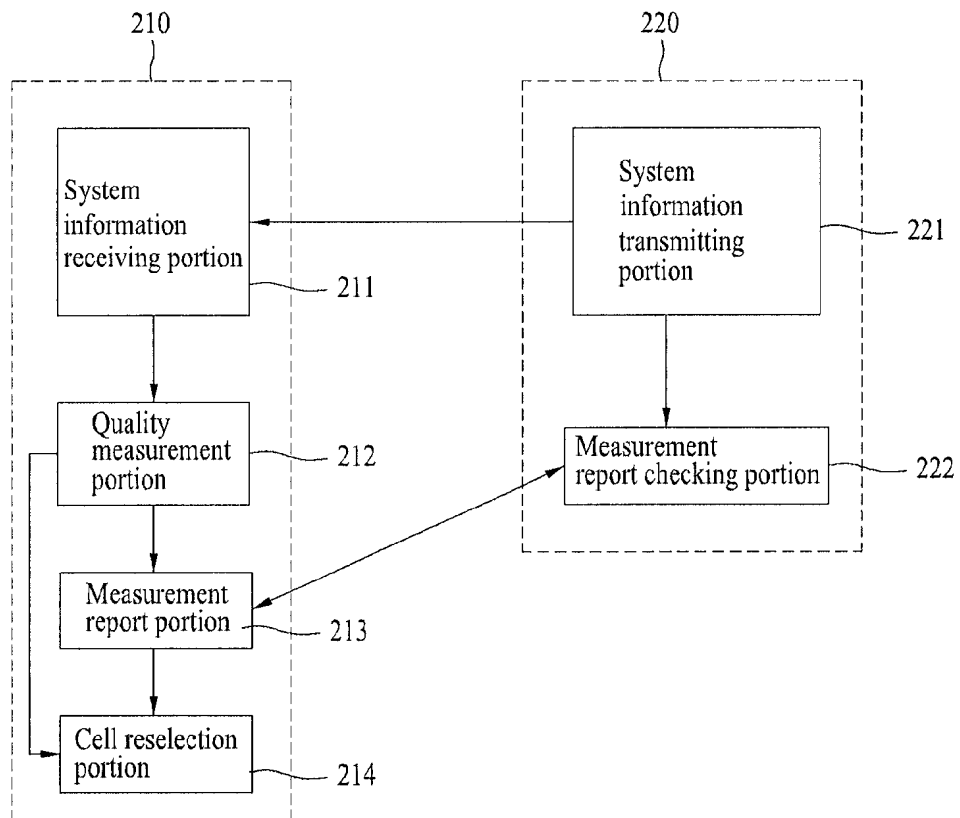 210
220
System
information
receiving portion
211
System
information
transmitting
portion
221
Quality
measurement
portion
212
Measurement
report checking portion
222
Measurement
report portion
213
Cell reselection
portion
214